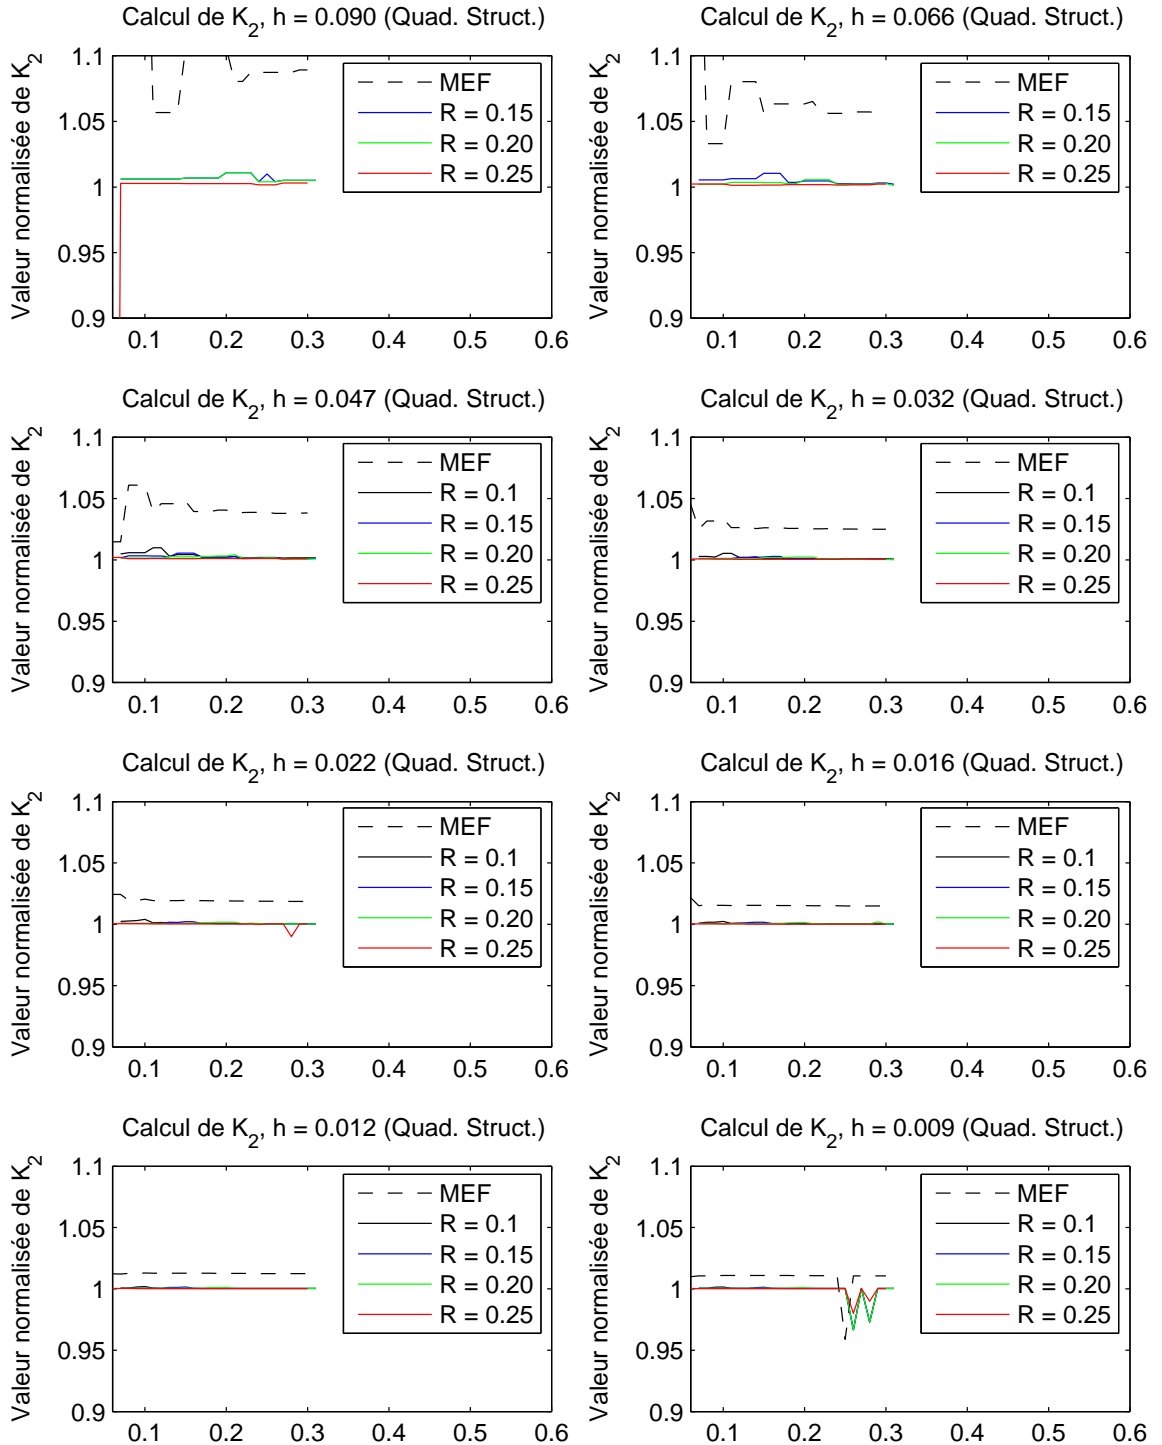 Calcul de K2, h = 0.090 (Quad. Struct.)
Valeur normalisée de K2
1.1
1.05
1
0.95
0.9
0.1 0.2 0.3 0.4 0.5 0.6
MEF
R = 0.15
R = 0.20
R = 0.25
Calcul de K2, h = 0.066 (Quad. Struct.)
Valeur normalisée de K2
1.1
1.05
1
0.95
0.9
0.1 0.2 0.3 0.4 0.5 0.6
MEF
R = 0.15
R = 0.20
R = 0.25
Calcul de K2, h = 0.047 (Quad. Struct.)
Valeur normalisée de K2
1.1
1.05
1
0.95
0.9
0.1 0.2 0.3 0.4 0.5 0.6
MEF
R = 0.1
R = 0.15
R = 0.20
R = 0.25
Calcul de K2, h = 0.032 (Quad. Struct.)
Valeur normalisée de K2
1.1
1.05
1
0.95
0.9
0.1 0.2 0.3 0.4 0.5 0.6
MEF
R = 0.1
R = 0.15
R = 0.20
R = 0.25
Calcul de K2, h = 0.022 (Quad. Struct.)
Valeur normalisée de K2
1.1
1.05
1
0.95
0.9
0.1 0.2 0.3 0.4 0.5 0.6
MEF
R = 0.1
R = 0.15
R = 0.20
R = 0.25
Calcul de K2, h = 0.016 (Quad. Struct.)
Valeur normalisée de K2
1.1
1.05
1
0.95
0.9
0.1 0.2 0.3 0.4 0.5 0.6
MEF
R = 0.1
R = 0.15
R = 0.20
R = 0.25
Calcul de K2, h = 0.012 (Quad. Struct.)
Valeur normalisée de K2
1.1
1.05
1
0.95
0.9
0.1 0.2 0.3 0.4 0.5 0.6
MEF
R = 0.1
R = 0.15
R = 0.20
R = 0.25
Calcul de K2, h = 0.009 (Quad. Struct.)
Valeur normalisée de K2
1.1
1.05
1
0.95
0.9
0.1 0.2 0.3 0.4 0.5 0.6
MEF
R = 0.1
R = 0.15
R = 0.20
R = 0.25